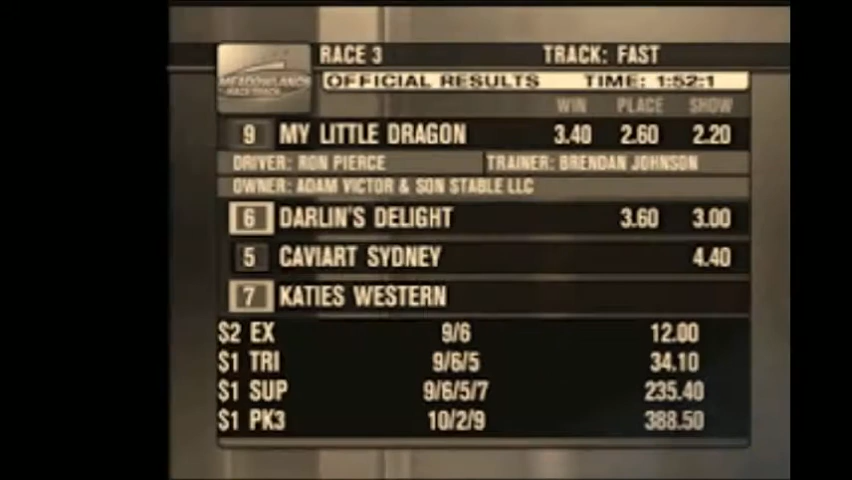 RACE 3 TRACK: FAST
MEADOWLANDS
RACETRACK
OFFICIAL RESULTS TIME: 1:52:1
WIN PLACE SHOW
9 MY LITTLE DRAGON 3.40 2.60 2.20
DRIVER: RON PIERCE TRAINER: BRENDAN JOHNSON
OWNER: ADAM VICTOR & SON STABLE LLC
6 DARLIN'S DELIGHT 3.60 3.00
5 CAVIART SYDNEY 4.40
7 KATIES WESTERN
$2 EX 9/6 12.00
$1 TRI 9/6/5 34.10
$1 SUP 9/6/5/7 235.40
$1 PK3 10/2/9 388.50